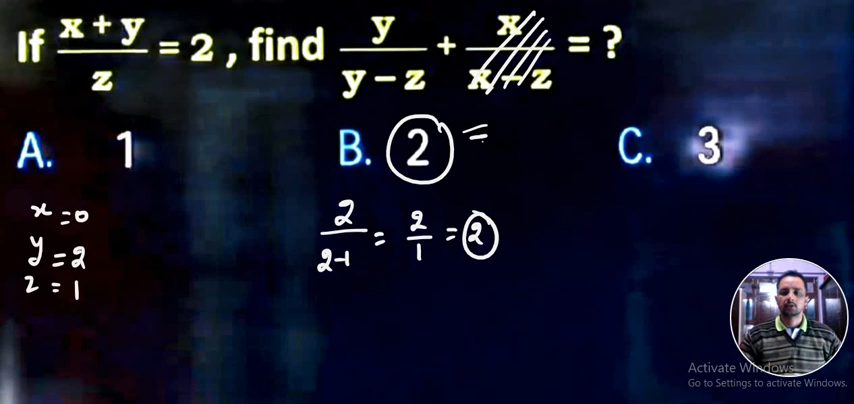 If (x + y)/z = 2 , find y/(y − z) + x/(x − z) = ?
A. 1 B. 2 = C. 3
x = 0
y = 2
z = 1
2/(2-1) = 2/1 = 2
Activate Windows
Go to Settings to activate Windows.